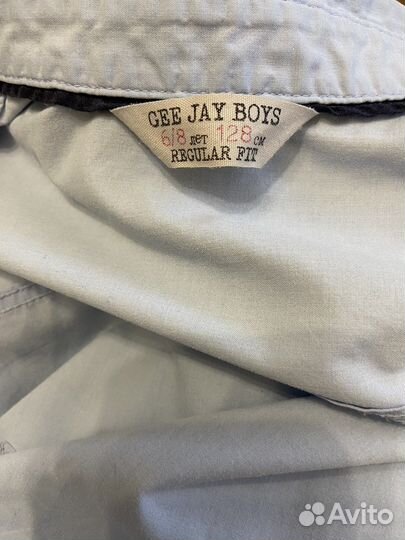 GEE JAY BOYS
6/8 лет 128 см
REGULAR FIT
Avito